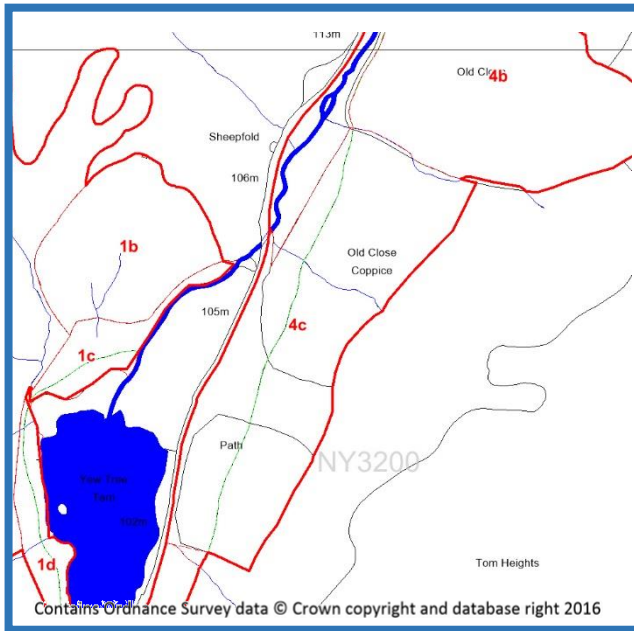 113m
Old Close
4b
Sheepfold
106m
1b
Old Close
Coppice
105m
4c
1c
Path
NY3200
Yew Tree
Tarn
102m
1d
Tom Heights
Contains Ordnance Survey data © Crown copyright and database right 2016